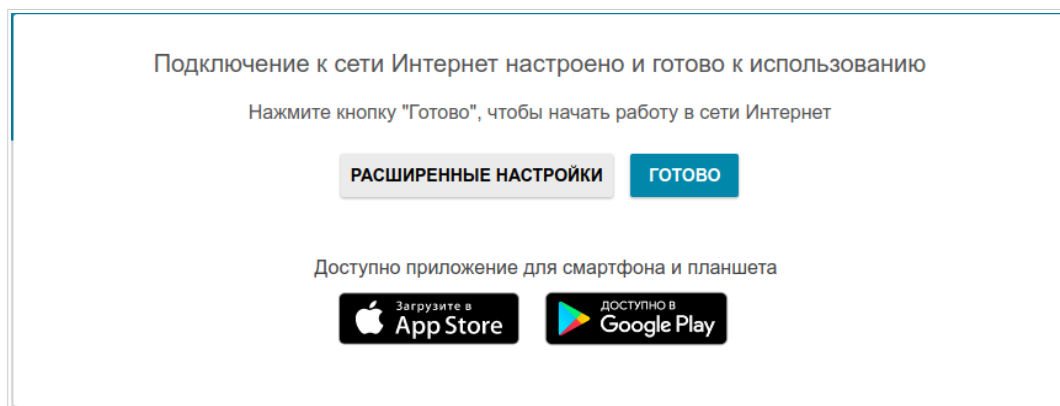 Подключение к сети Интернет настроено и готово к использованию
Нажмите кнопку "Готово", чтобы начать работу в сети Интернет
РАСШИРЕННЫЕ НАСТРОЙКИ
ГОТОВО
Доступно приложение для смартфона и планшета
Загрузите в
App Store
ДОСТУПНО В
Google Play